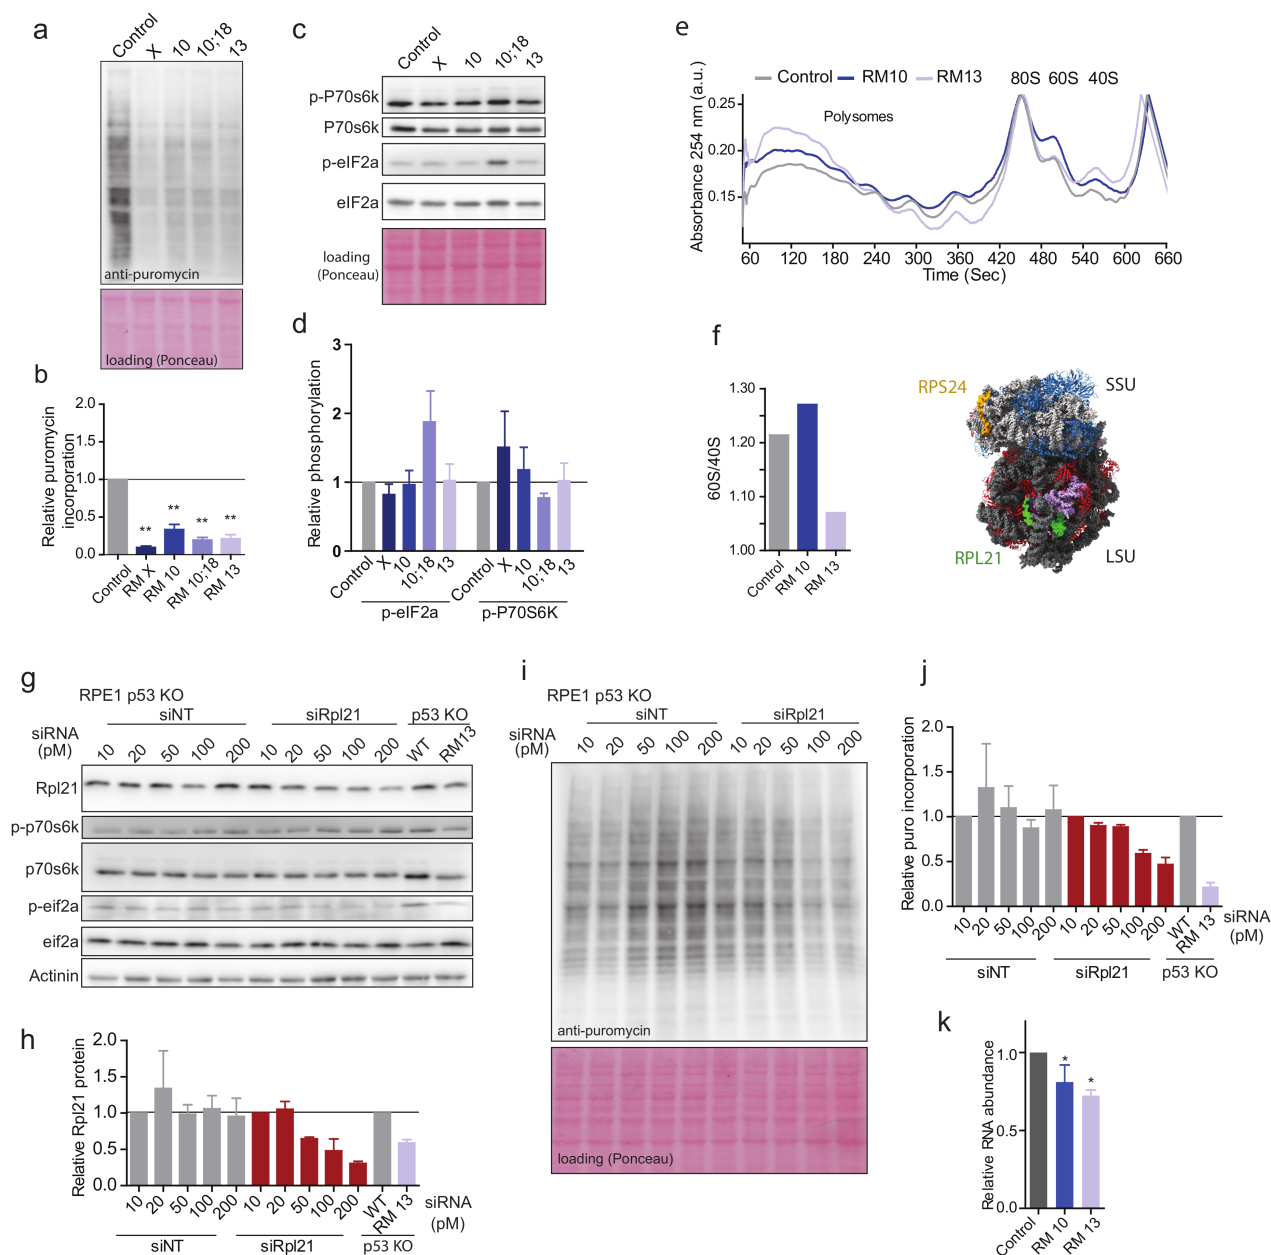 a
Control
X
10
10;18
13
anti-puromycin
loading (Ponceau)
b
Relative puromycin
incorporation
2.0
1.5
1.0
0.5
0.0
**
**
**
**
Control
RM X
RM 10
RM 10;18
RM 13
c
Control
X
10
10;18
13
p-P70s6k
P70s6k
p-eIF2a
eIF2a
loading
(Ponceau)
d
Relative phosphorylation
3
2
1
0
Control
X
10
10;18
13
Control
X
10
10;18
13
p-eIF2a
p-P70S6K
e
Control
RM10
RM13
80S 60S 40S
Polysomes
Absorbance 254 nm (a.u.)
0.25
0.20
0.15
60 120 180 240 300 360 420 480 540 600 660
Time (Sec)
f
60S/40S
1.30
1.20
1.10
1.00
Control
RM 10
RM 13
RPS24
SSU
RPL21
LSU
g
RPE1 p53 KO
siNT
siRpl21
p53 KO
siRNA
(pM)
10 20 50 100 200 10 20 50 100 200 WT RM13
Rpl21
p-p70s6k
p70s6k
p-eif2a
eif2a
Actinin
h
Relative Rpl21 protein
2.0
1.5
1.0
0.5
0.0
10 20 50 100 200 10 20 50 100 200 WT RM 13
siRNA
(pM)
siNT
siRpl21
p53 KO
i
RPE1 p53 KO
siNT
siRpl21
siRNA
(pM)
10 20 50 100 200 10 20 50 100 200
anti-puromycin
loading (Ponceau)
j
Relative puro incorporation
2.0
1.5
1.0
0.5
0.0
10 20 50 100 200 10 20 50 100 200 WT RM 13
siRNA
(pM)
siNT
siRpl21
p53 KO
k
Relative RNA abundance
1.0
0.5
0.0
*
*
Control
RM 10
RM 13